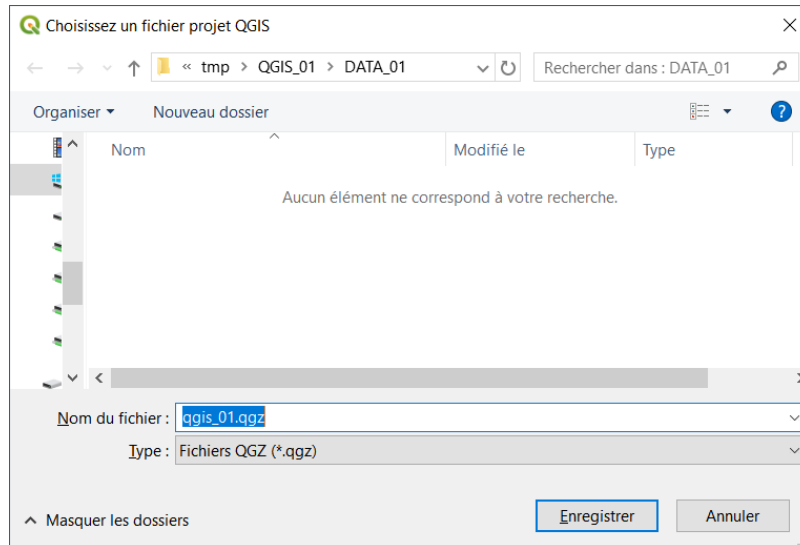 Choisissez un fichier projet QGIS
« tmp > QGIS_01 > DATA_01 Rechercher dans : DATA_01
Organiser Nouveau dossier ?
Nom Modifié le Type
Aucun élément ne correspond à votre recherche.
Nom du fichier : qgis_01.qgz
Type : Fichiers QGZ (*.qgz)
Masquer les dossiers Enregistrer Annuler